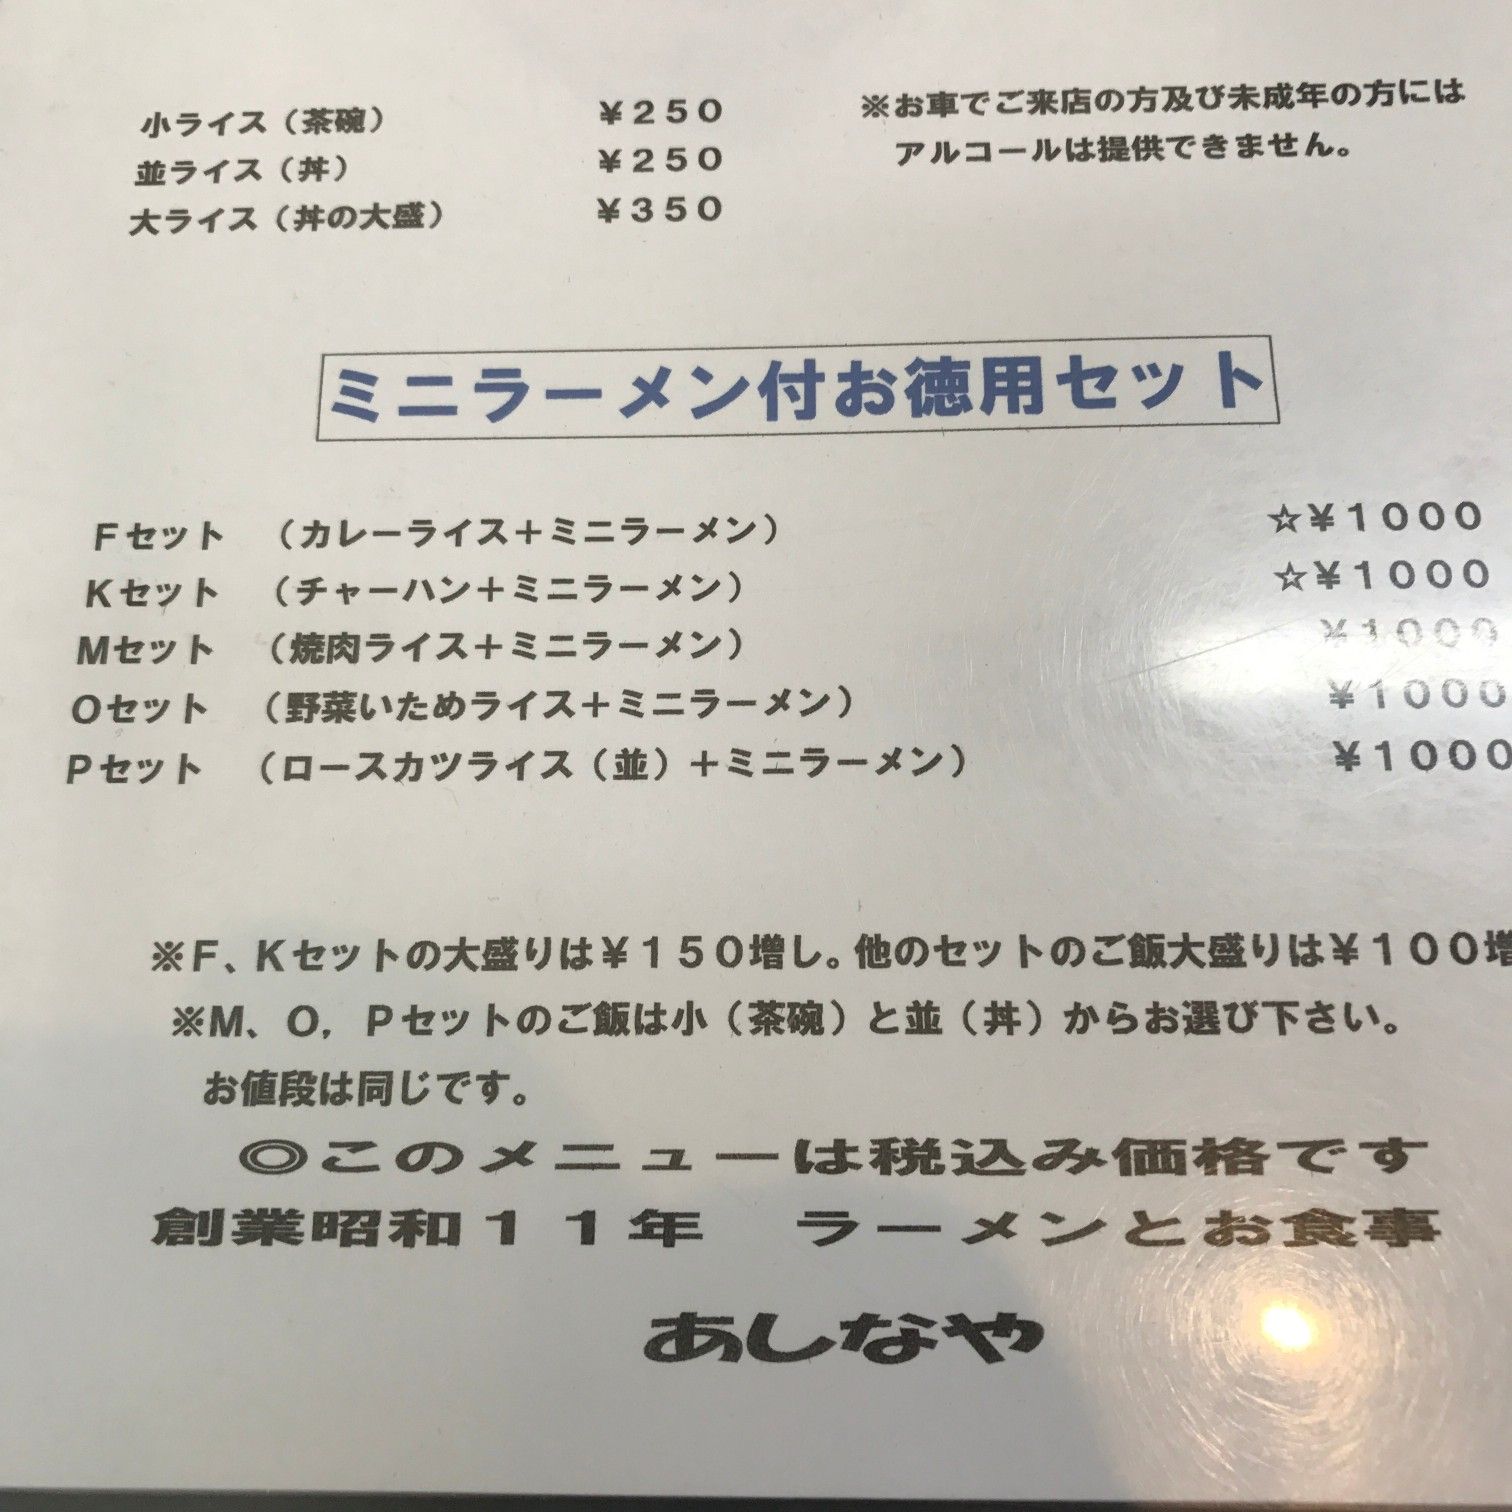 小ライス（茶碗） ¥２５０
並ライス（丼） ¥２５０
大ライス（丼の大盛） ¥３５０
※お車でご来店の方及び未成年の方には
アルコールは提供できません。
ミニラーメン付お徳用セット
Ｆセット （カレーライス＋ミニラーメン） ☆¥１０００
Ｋセット （チャーハン＋ミニラーメン） ☆¥１０００
Ｍセット （焼肉ライス＋ミニラーメン） ¥１０００
Ｏセット （野菜いためライス＋ミニラーメン） ¥１０００
Ｐセット （ロースカツライス（並）＋ミニラーメン） ¥１０００
※Ｆ、Ｋセットの大盛りは¥１５０増し。他のセットのご飯大盛りは¥１００増
※Ｍ、Ｏ，Ｐセットのご飯は小（茶碗）と並（丼）からお選び下さい。
お値段は同じです。
◎このメニューは税込み価格です
創業昭和１１年 ラーメンとお食事
あしなや